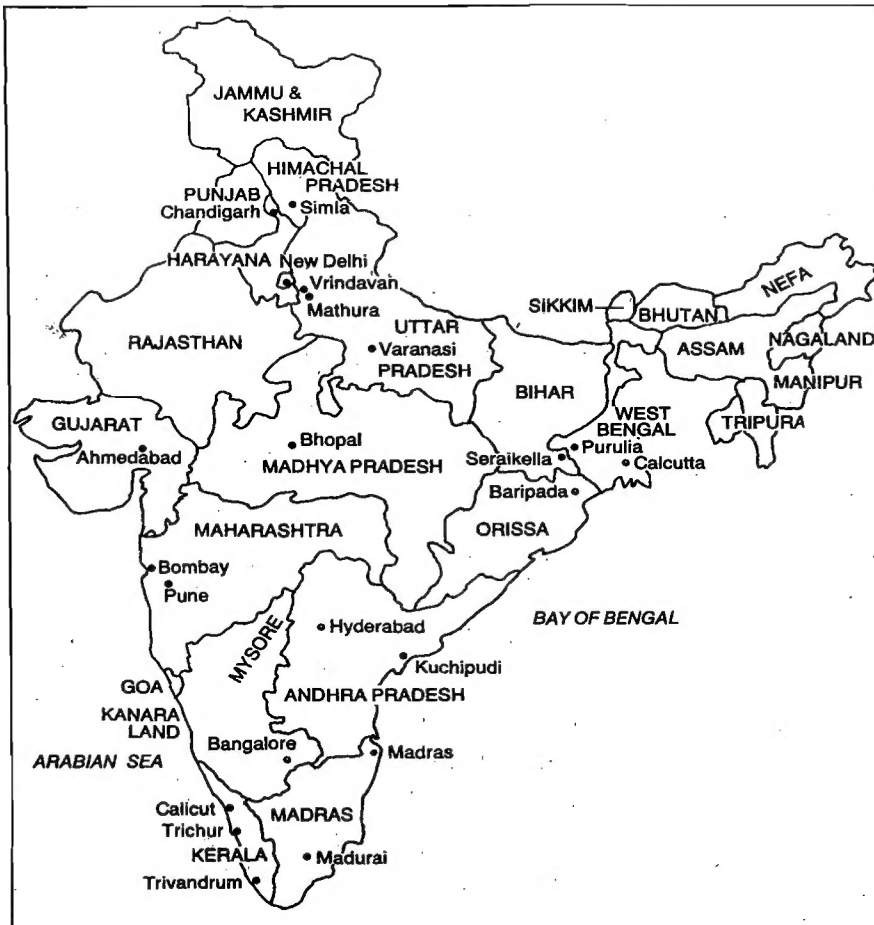 JAMMU &
KASHMIR
HIMACHAL
PRADESH
PUNJAB
Chandigarh
Simla
HARAYANA
New Delhi
Vrindavan
Mathura
RAJASTHAN
UTTAR
PRADESH
Varanasi
SIKKIM
BHUTAN
NEFA
ASSAM
NAGALAND
MANIPUR
TRIPURA
BIHAR
WEST
BENGAL
GUJARAT
Ahmedabad
Bhopal
MADHYA PRADESH
Seraikella
Purulia
Calcutta
Baripada
ORISSA
MAHARASHTRA
Bombay
Pune
MYSORE
Hyderabad
BAY OF BENGAL
Kuchipudi
GOA
ANDHRA PRADESH
KANARA
LAND
Bangalore
Madras
ARABIAN SEA
Calicut
MADRAS
Trichur
KERALA
Madurai
Trivandrum